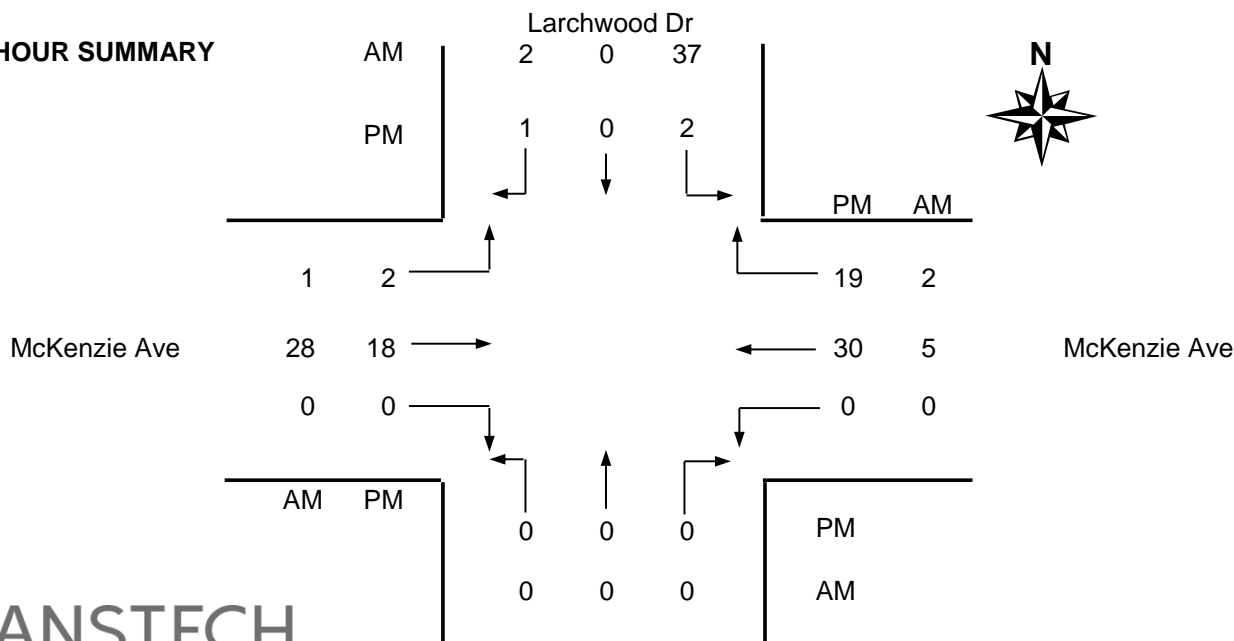 Larchwood Dr
HOUR SUMMARY AM 2 0 37 N
PM 1 0 2
PM AM
1 2 19 2
McKenzie Ave 28 18 30 5 McKenzie Ave
0 0 0 0
AM PM
0 0 0 PM
0 0 0 AM
ANSTECH